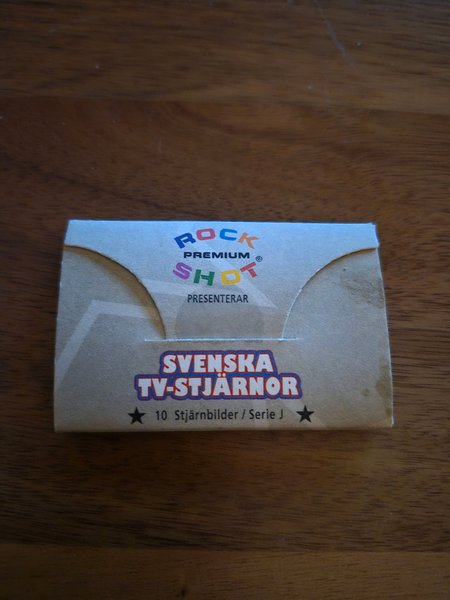 ROCK
PREMIUM
SHOT®
PRESENTERAR
SVENSKA
TV-STJÄRNOR
★ 10 Stjärnbilder / Serie J ★